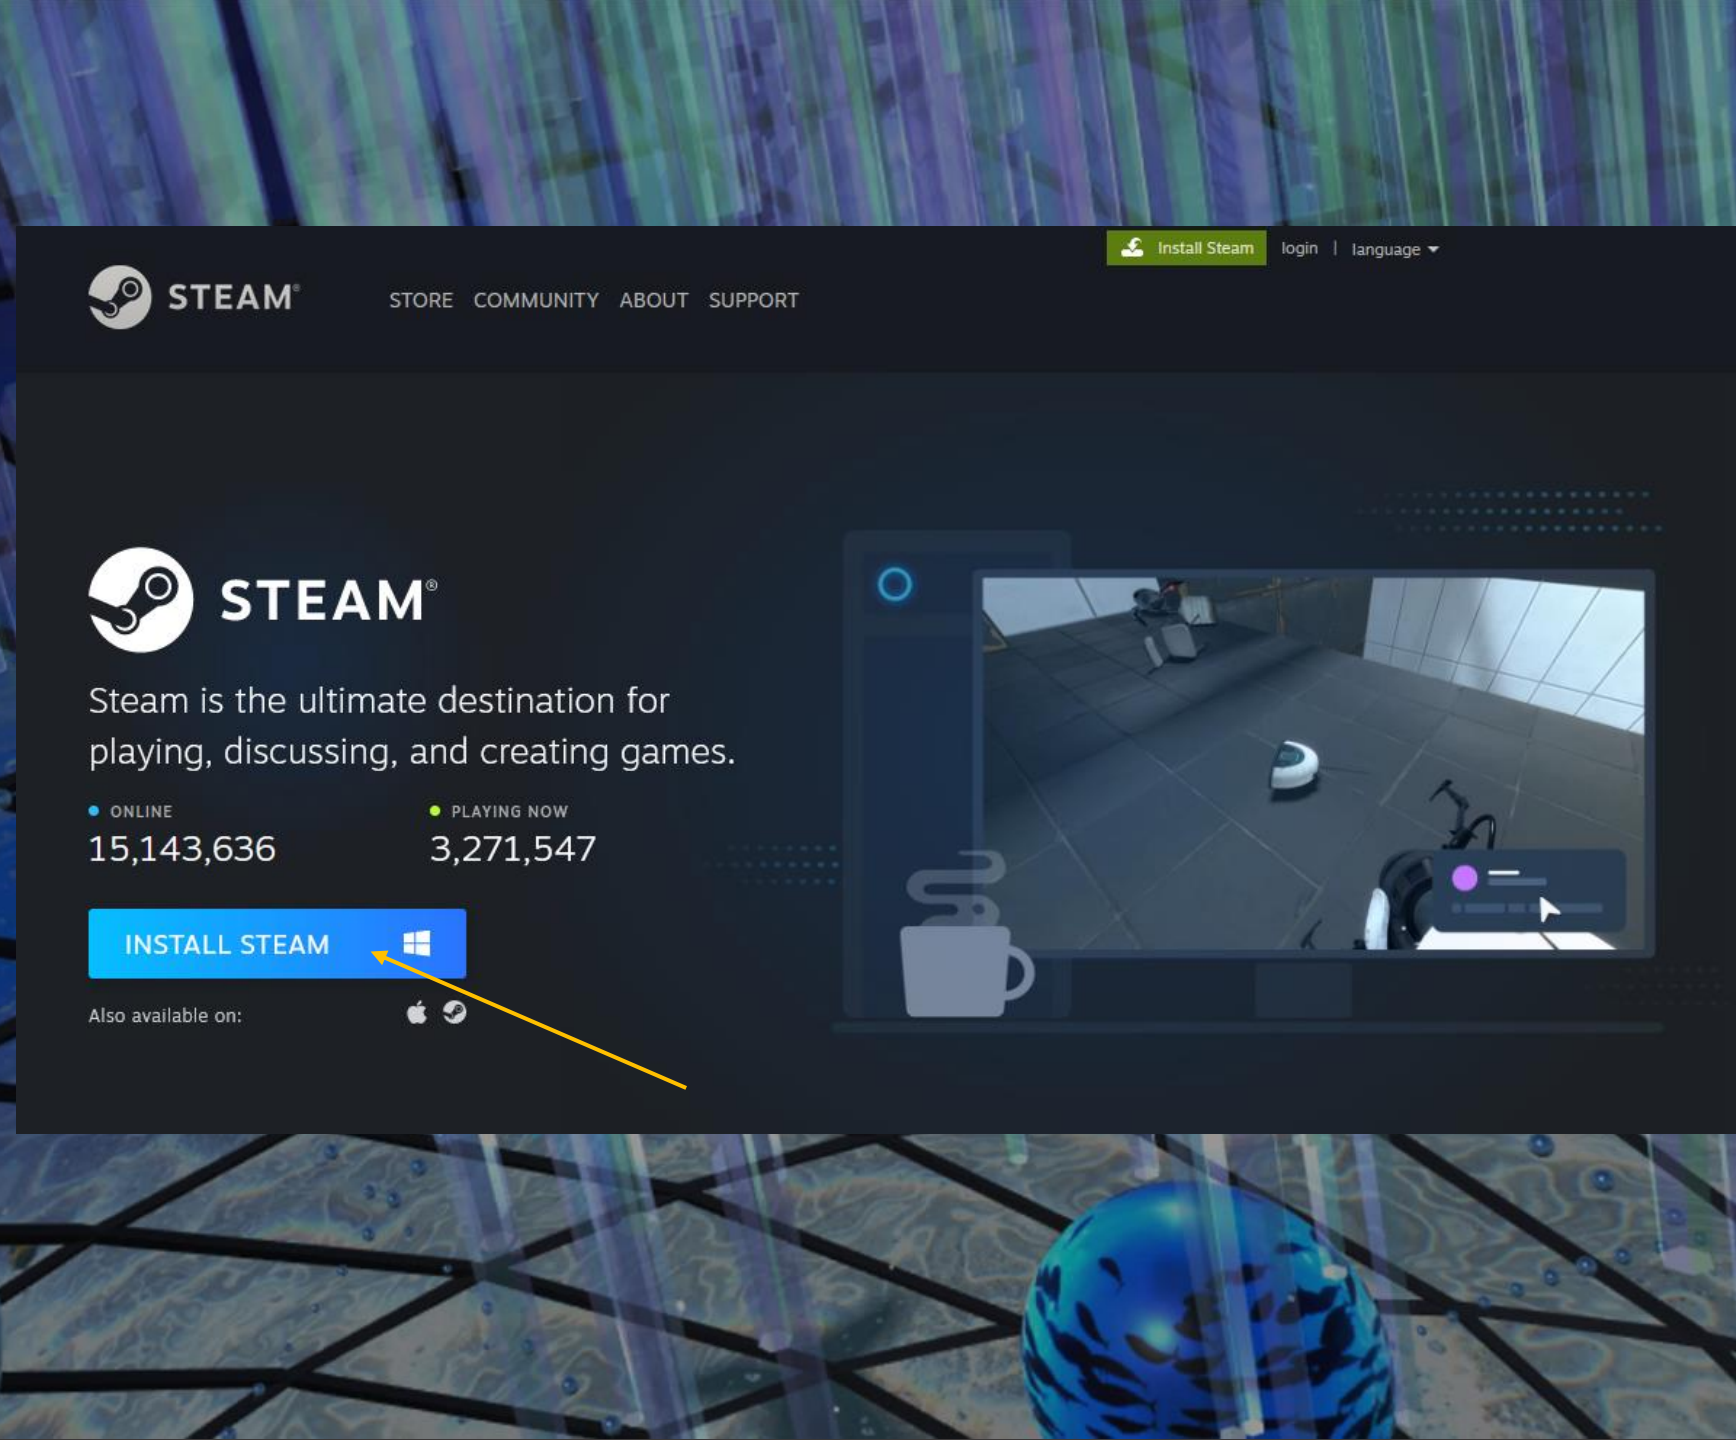 Install Steam login | language
STEAM®
STORE COMMUNITY ABOUT SUPPORT
STEAM®
Steam is the ultimate destination for
playing, discussing, and creating games.
ONLINE
15,143,636
PLAYING NOW
3,271,547
INSTALL STEAM
Also available on: